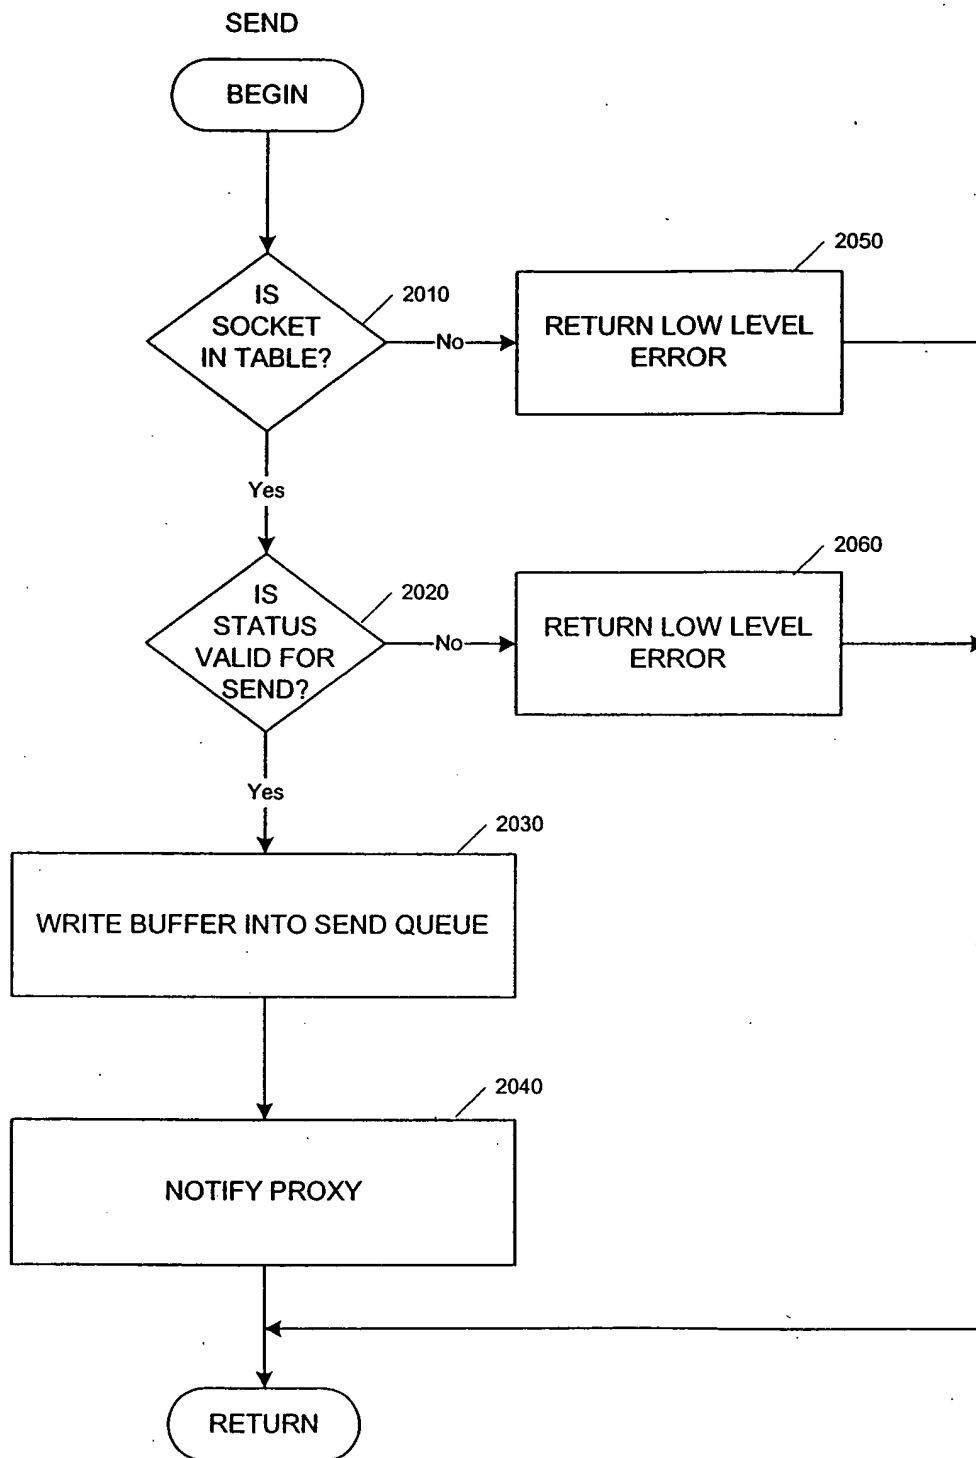 SEND
BEGIN
2050
IS
SOCKET
IN TABLE?
2010
No
RETURN LOW LEVEL
ERROR
Yes
2060
IS
STATUS
VALID FOR
SEND?
2020
No
RETURN LOW LEVEL
ERROR
Yes
2030
WRITE BUFFER INTO SEND QUEUE
2040
NOTIFY PROXY
RETURN